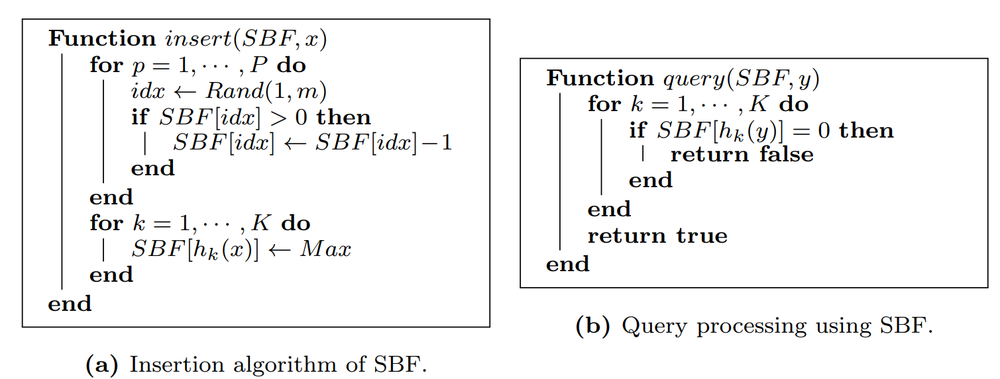 Function insert(SBF, x)
for p = 1, ··· , P do
idx ← Rand(1, m)
if SBF[idx] > 0 then
SBF[idx] ← SBF[idx]−1
end
end
for k = 1, ··· , K do
SBF[hₖ(x)] ← Max
end
end
(a) Insertion algorithm of SBF.
Function query(SBF, y)
for k = 1, ··· , K do
if SBF[hₖ(y)] = 0 then
return false
end
end
return true
end
(b) Query processing using SBF.